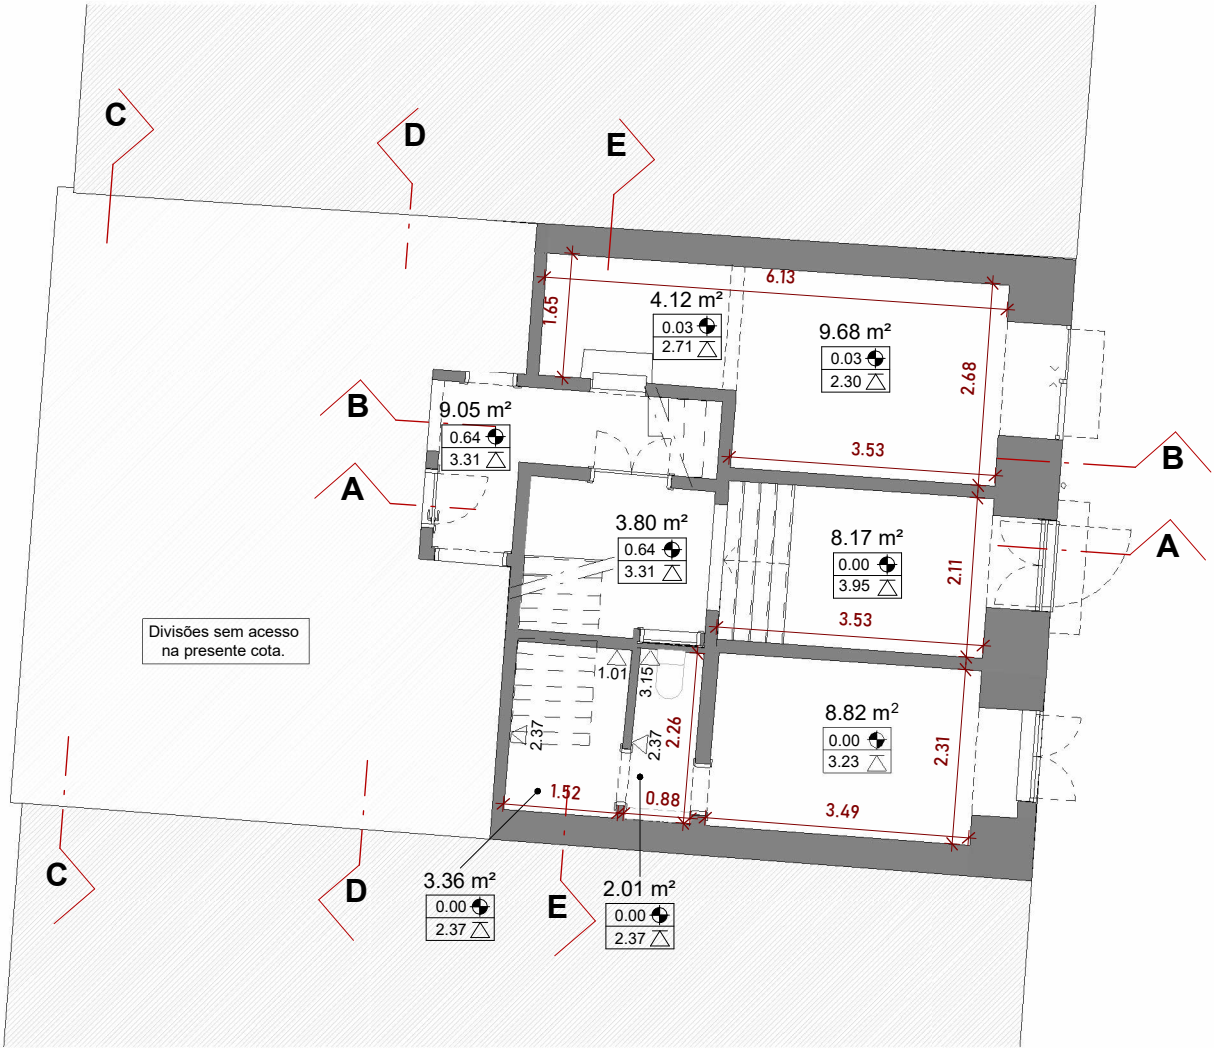 C
D
E
6.13
1.65
4.12 m²
0.03
2.71
9.68 m²
0.03
2.30
2.68
B
9.05 m²
0.64
3.31
3.53
B
A
3.80 m²
0.64
3.31
8.17 m²
0.00
3.95
2.11
A
3.53
Divisões sem acesso
na presente cota.
1.01
3.15
2.37
2.37
2.26
8.82 m²
0.00
3.23
2.31
1.52
0.88
3.49
C
D
3.36 m²
0.00
2.37
E
2.01 m²
0.00
2.37